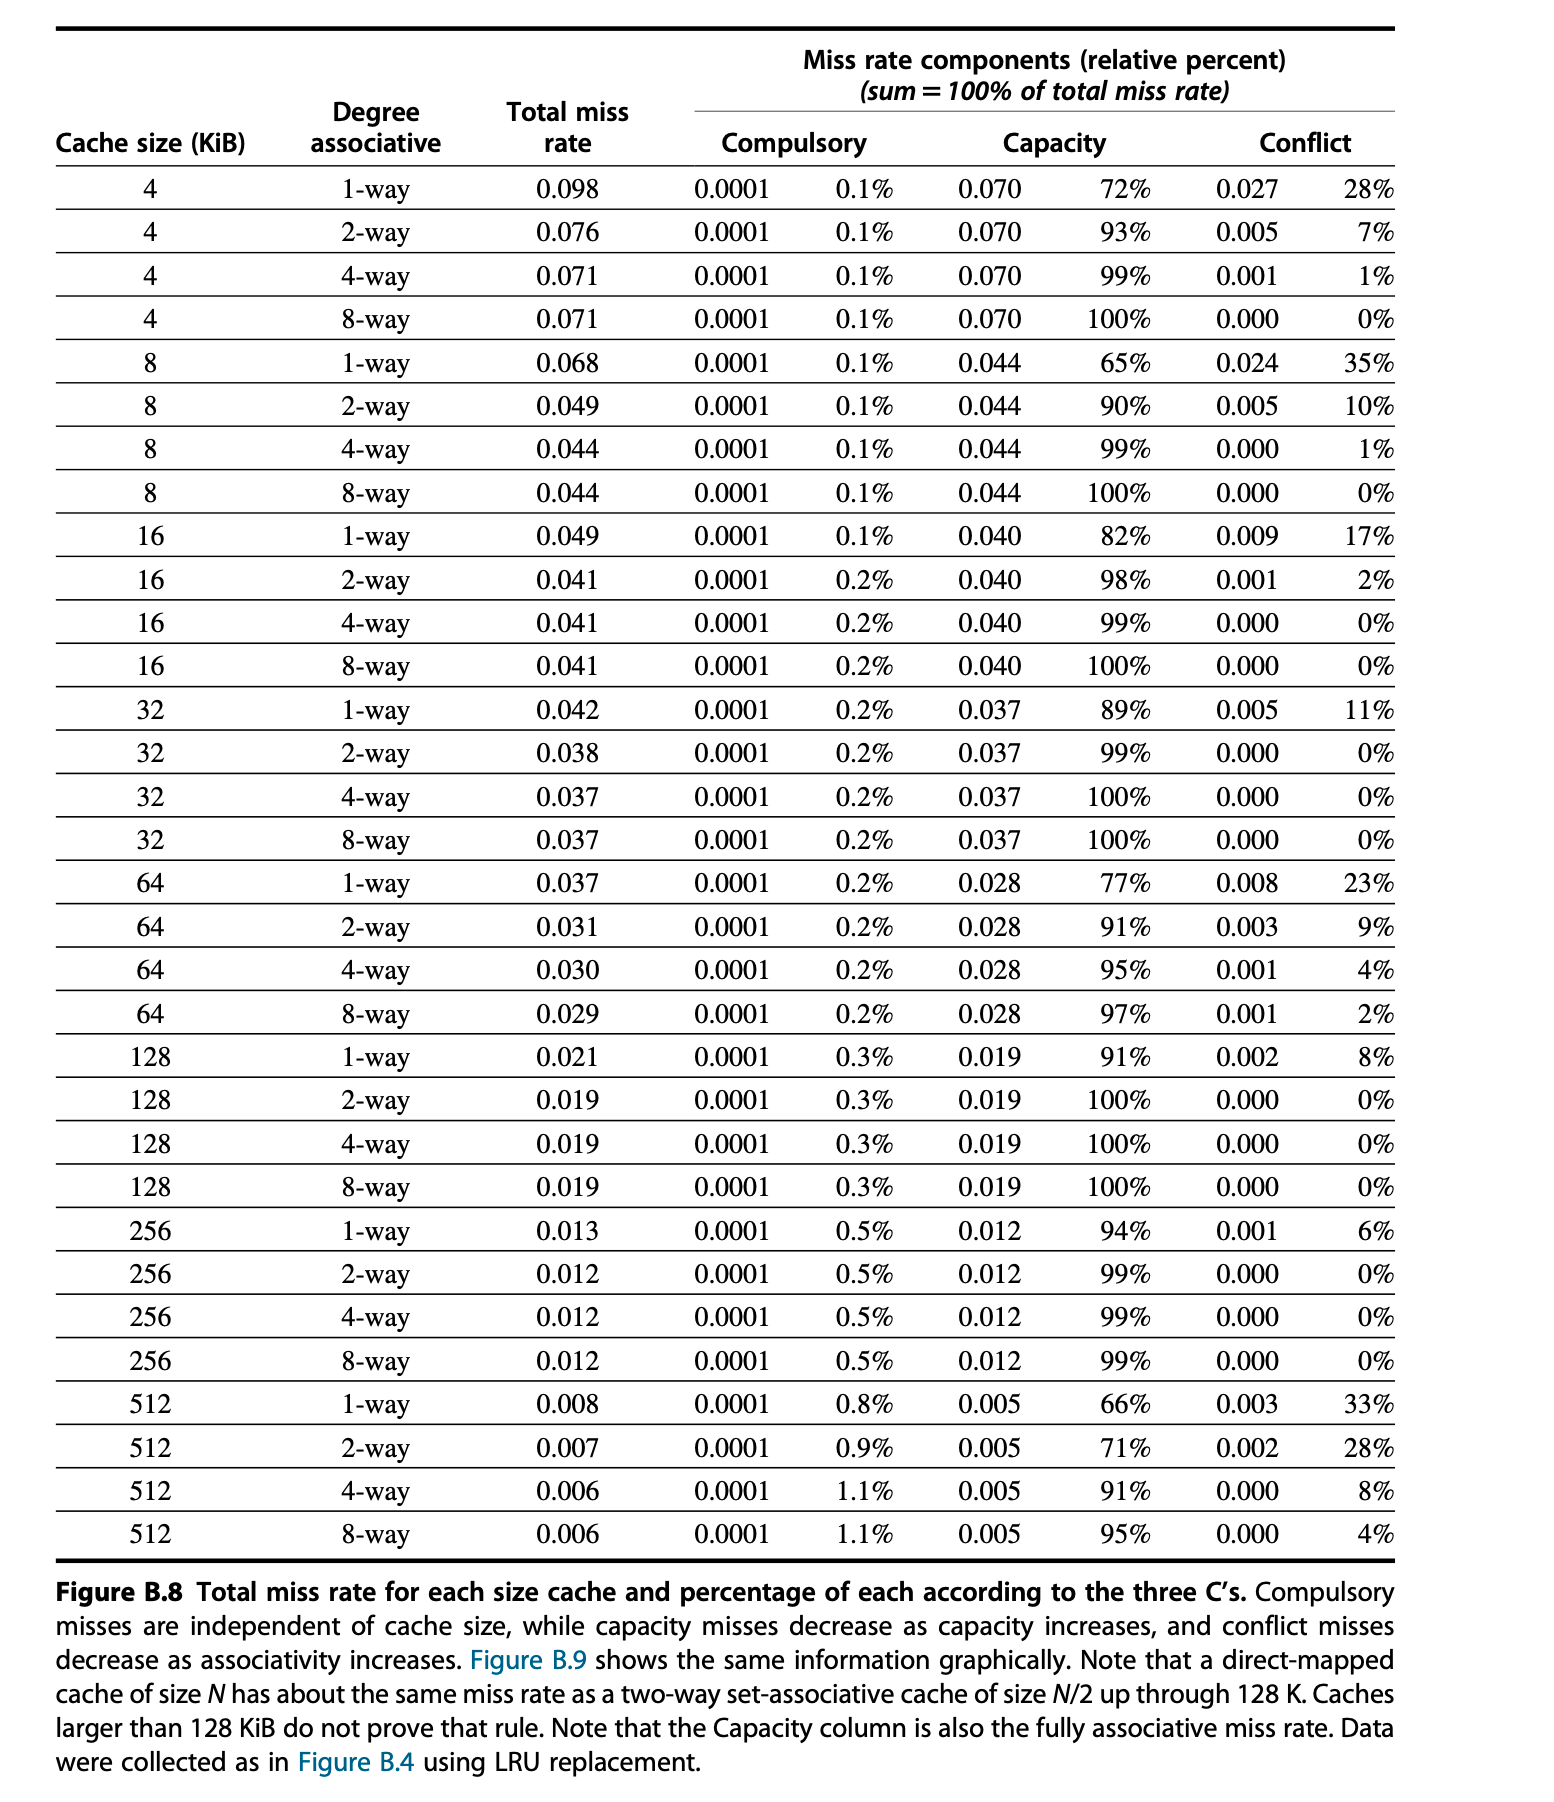 Miss rate components (relative percent)
(sum = 100% of total miss rate)
Degree Total miss
Cache size (KiB) associative rate Compulsory Capacity Conflict
4 1-way 0.098 0.0001 0.1% 0.070 72% 0.027 28%
4 2-way 0.076 0.0001 0.1% 0.070 93% 0.005 7%
4 4-way 0.071 0.0001 0.1% 0.070 99% 0.001 1%
4 8-way 0.071 0.0001 0.1% 0.070 100% 0.000 0%
8 1-way 0.068 0.0001 0.1% 0.044 65% 0.024 35%
8 2-way 0.049 0.0001 0.1% 0.044 90% 0.005 10%
8 4-way 0.044 0.0001 0.1% 0.044 99% 0.000 1%
8 8-way 0.044 0.0001 0.1% 0.044 100% 0.000 0%
16 1-way 0.049 0.0001 0.1% 0.040 82% 0.009 17%
16 2-way 0.041 0.0001 0.2% 0.040 98% 0.001 2%
16 4-way 0.041 0.0001 0.2% 0.040 99% 0.000 0%
16 8-way 0.041 0.0001 0.2% 0.040 100% 0.000 0%
32 1-way 0.042 0.0001 0.2% 0.037 89% 0.005 11%
32 2-way 0.038 0.0001 0.2% 0.037 99% 0.000 0%
32 4-way 0.037 0.0001 0.2% 0.037 100% 0.000 0%
32 8-way 0.037 0.0001 0.2% 0.037 100% 0.000 0%
64 1-way 0.037 0.0001 0.2% 0.028 77% 0.008 23%
64 2-way 0.031 0.0001 0.2% 0.028 91% 0.003 9%
64 4-way 0.030 0.0001 0.2% 0.028 95% 0.001 4%
64 8-way 0.029 0.0001 0.2% 0.028 97% 0.001 2%
128 1-way 0.021 0.0001 0.3% 0.019 91% 0.002 8%
128 2-way 0.019 0.0001 0.3% 0.019 100% 0.000 0%
128 4-way 0.019 0.0001 0.3% 0.019 100% 0.000 0%
128 8-way 0.019 0.0001 0.3% 0.019 100% 0.000 0%
256 1-way 0.013 0.0001 0.5% 0.012 94% 0.001 6%
256 2-way 0.012 0.0001 0.5% 0.012 99% 0.000 0%
256 4-way 0.012 0.0001 0.5% 0.012 99% 0.000 0%
256 8-way 0.012 0.0001 0.5% 0.012 99% 0.000 0%
512 1-way 0.008 0.0001 0.8% 0.005 66% 0.003 33%
512 2-way 0.007 0.0001 0.9% 0.005 71% 0.002 28%
512 4-way 0.006 0.0001 1.1% 0.005 91% 0.000 8%
512 8-way 0.006 0.0001 1.1% 0.005 95% 0.000 4%
Figure B.8 Total miss rate for each size cache and percentage of each according to the three C's. Compulsory
misses are independent of cache size, while capacity misses decrease as capacity increases, and conflict misses
decrease as associativity increases. Figure B.9 shows the same information graphically. Note that a direct-mapped
cache of size N has about the same miss rate as a two-way set-associative cache of size N/2 up through 128 K. Caches
larger than 128 KiB do not prove that rule. Note that the Capacity column is also the fully associative miss rate. Data
were collected as in Figure B.4 using LRU replacement.